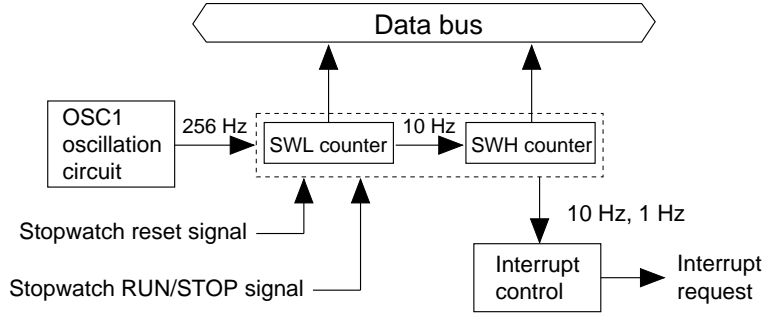 Data bus
OSC1
oscillation
circuit
256 Hz
SWL counter
10 Hz
SWH counter
Stopwatch reset signal
10 Hz, 1 Hz
Stopwatch RUN/STOP signal
Interrupt
control
Interrupt
request